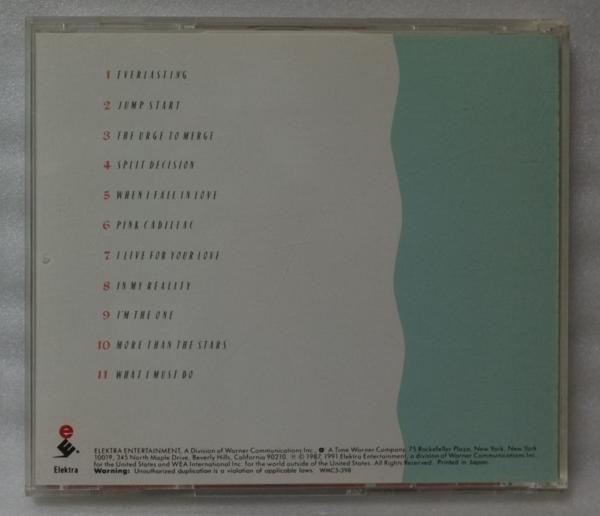 1 EVERLASTING
2 JUMP START
3 THE URGE TO MERGE
4 SPLIT DECISION
5 WHEN I FALL IN LOVE
6 PINK CADILLAC
7 I LIVE FOR YOUR LOVE
8 IN MY REALITY
9 I'M THE ONE
10 MORE THAN THE STARS
11 WHAT I MUST DO
e
Elektra
ELEKTRA ENTERTAINMENT, A Division of Warner Communications Inc., A Time Warner Company, 75 Rockefeller Plaza, New York, New York
10019, 345 North Maple Drive, Beverly Hills, California 90210. ℗ © 1987, 1991 Elektra Entertainment, a division of Warner Communications Inc.
for the United States and WEA International Inc. for the world outside of the United States. All Rights Reserved. Printed in Japan.
Warning: Unauthorized duplication is a violation of applicable laws. WMC5-398